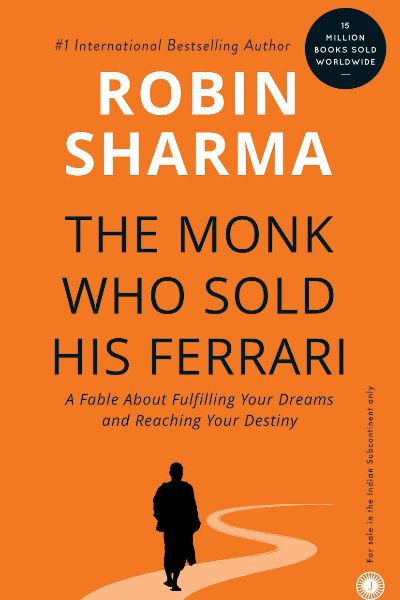 #1 International Bestselling Author
15
MILLION
BOOKS SOLD
WORLDWIDE
ROBIN
SHARMA
THE MONK
WHO SOLD
HIS FERRARI
A Fable About Fulfilling Your Dreams
and Reaching Your Destiny
For sale in the Indian Subcontinent only
J